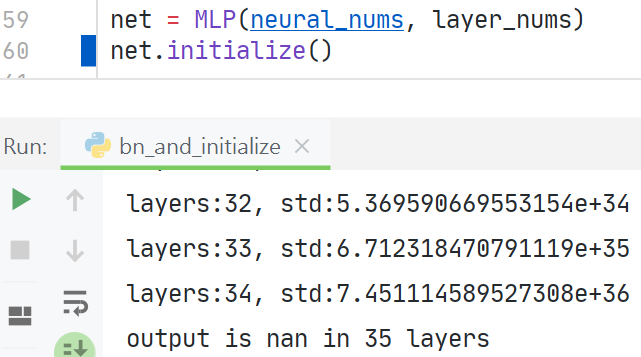 59 net = MLP(neural_nums, layer_nums)
60 net.initialize()
Run: bn_and_initialize
layers:32, std:5.369590669553154e+34
layers:33, std:6.712318470791119e+35
layers:34, std:7.451114589527308e+36
output is nan in 35 layers